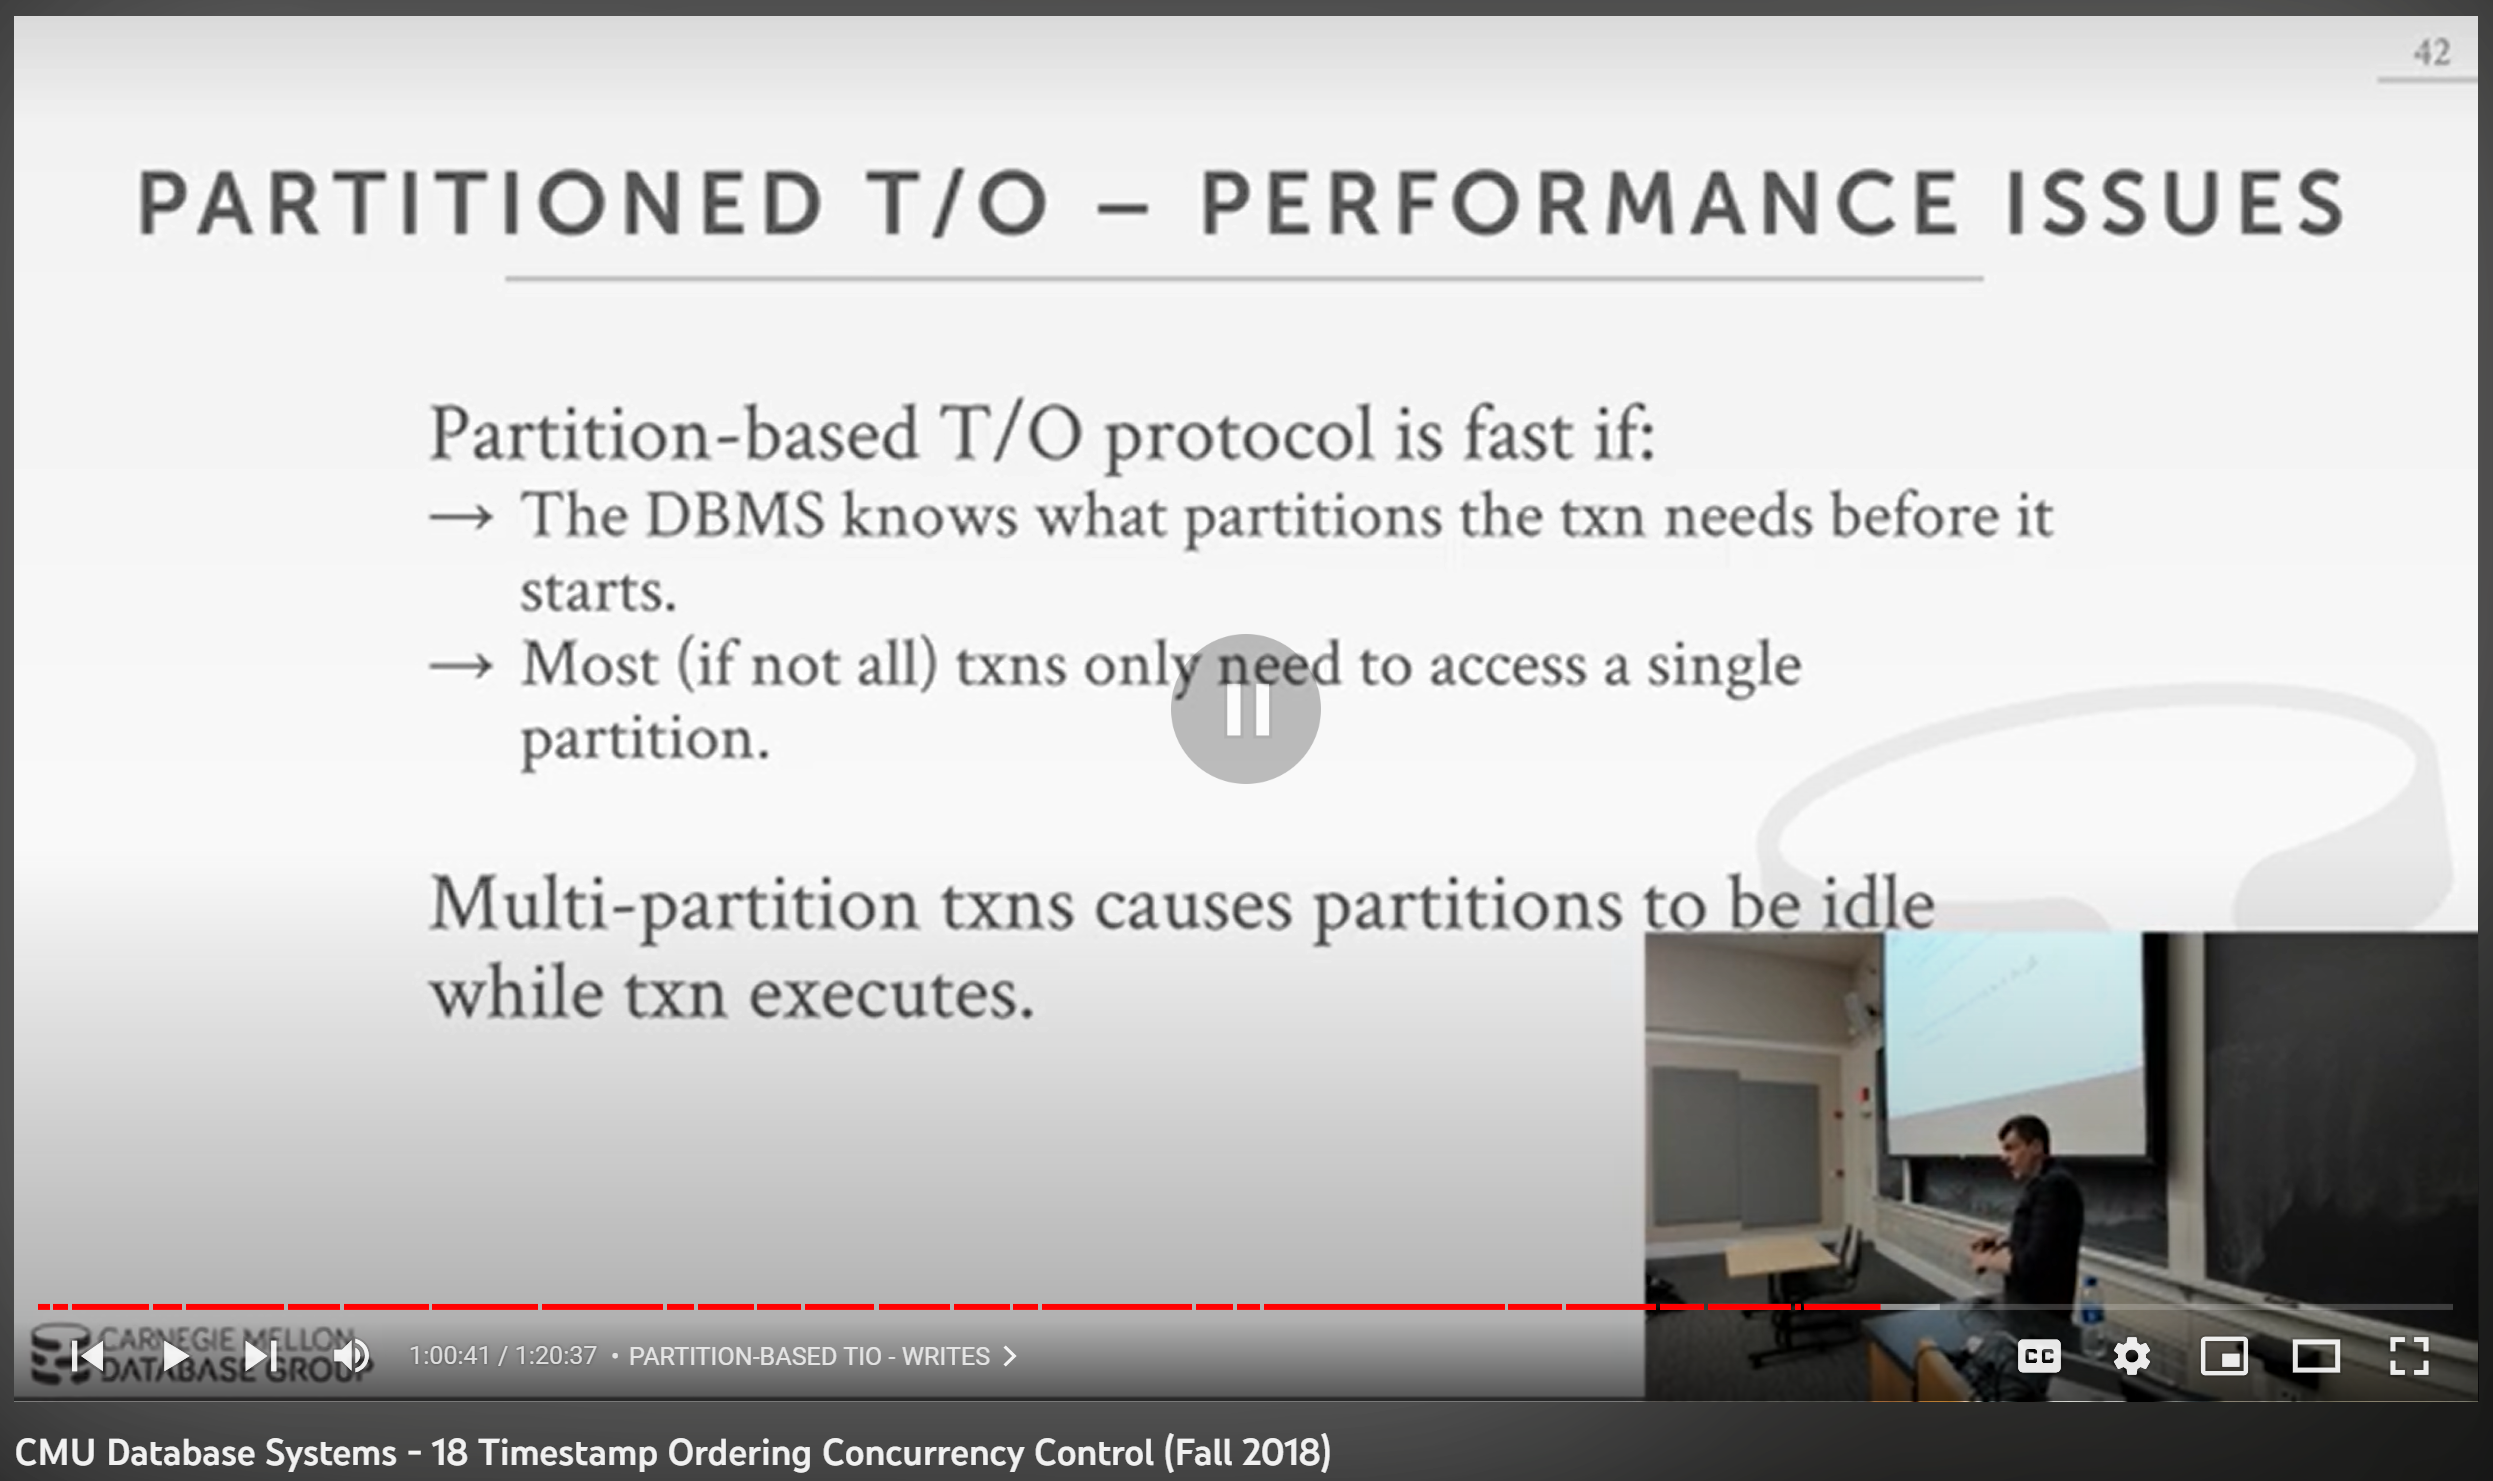 42
PARTITIONED T/O – PERFORMANCE ISSUES
Partition-based T/O protocol is fast if:
→ The DBMS knows what partitions the txn needs before it
starts.
→ Most (if not all) txns only need to access a single
partition.
Multi-partition txns causes partitions to be idle
while txn executes.
CARNEGIE MELLON
DATABASE GROUP
1:00:41 / 1:20:37 • PARTITION-BASED TIO - WRITES
CC
CMU Database Systems - 18 Timestamp Ordering Concurrency Control (Fall 2018)